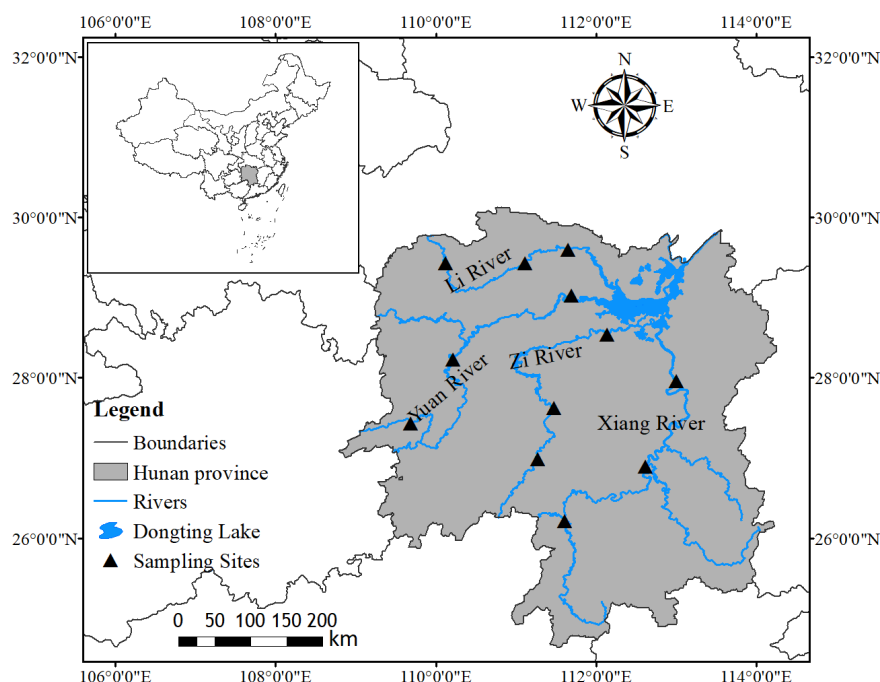 106°0'0"E 108°0'0"E 110°0'0"E 112°0'0"E 114°0'0"E
32°0'0"N 32°0'0"N
N
W E
S
30°0'0"N 30°0'0"N
Li River
Zi River
28°0'0"N 28°0'0"N
Yuan River
Xiang River
Legend
Boundaries
Hunan province
Rivers
Dongting Lake
Sampling Sites
26°0'0"N 26°0'0"N
0 50 100 150 200
km
106°0'0"E 108°0'0"E 110°0'0"E 112°0'0"E 114°0'0"E